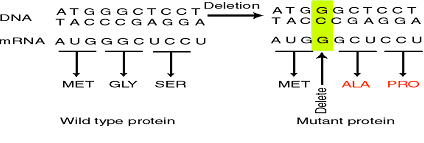 DNA
ATGGGCTCCT
TACCCGAGGA
mRNA AUGGGCUCCU
MET GLY SER
Wild type protein
Deletion
ATGGGCTCCT
TACCCGAGGA
AUGGGCUCCU
Delete
MET ALA PRO
Mutant protein